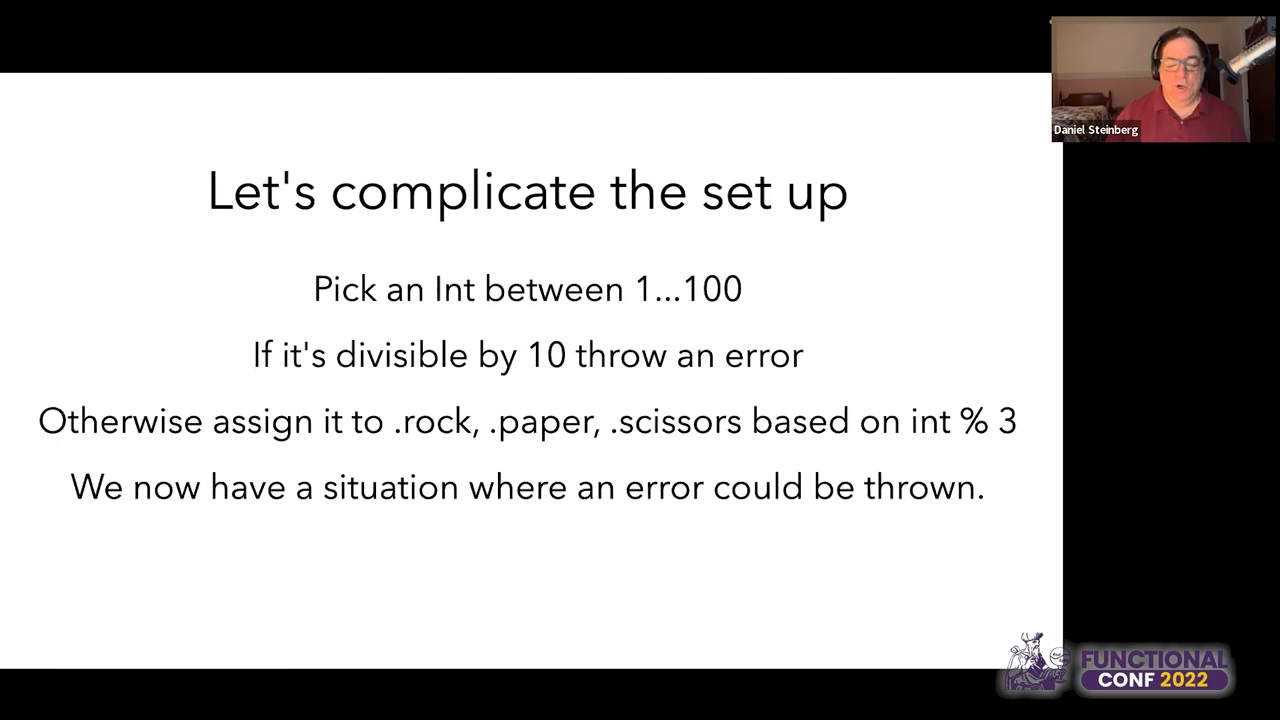 Let's complicate the set up
Pick an Int between 1...100
If it's divisible by 10 throw an error
Otherwise assign it to .rock, .paper, .scissors based on int % 3
We now have a situation where an error could be thrown.
Daniel Steinberg
FUNCTIONAL
CONF 2022